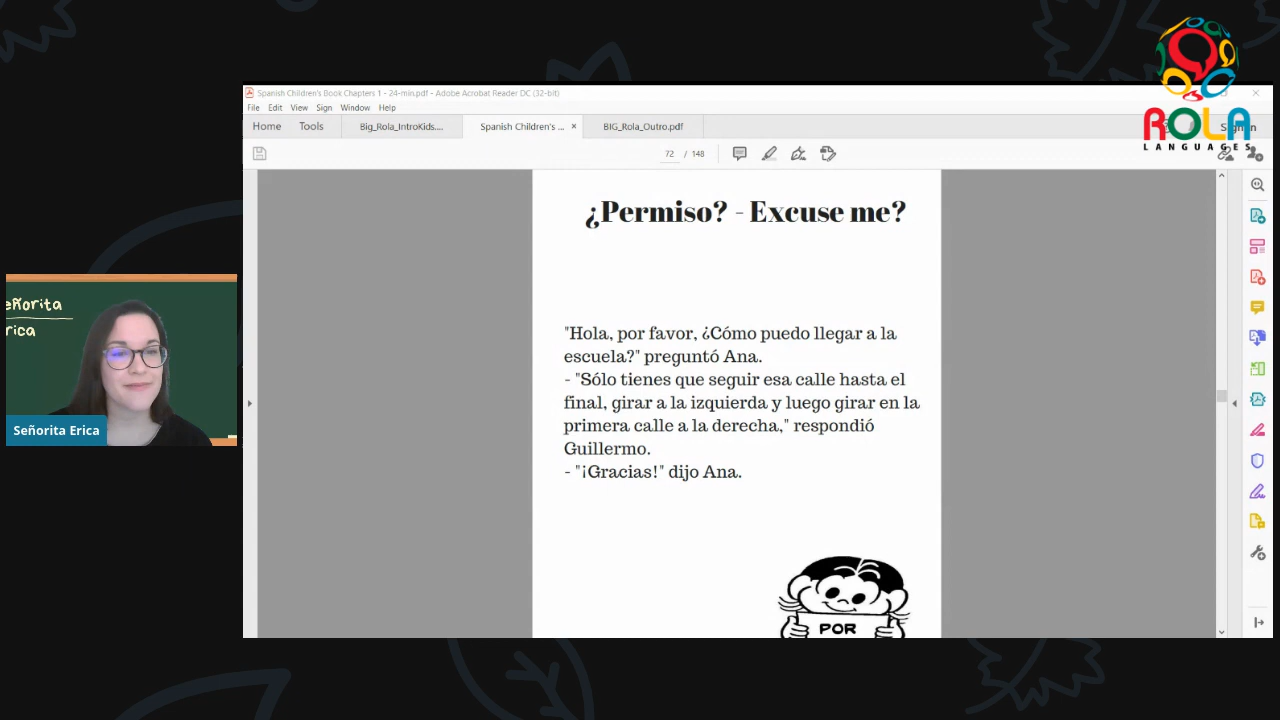 ROLA
LANGUAGES
Spanish Children's Book Chapters 1 - 24-min.pdf - Adobe Acrobat Reader DC (32-bit)
File Edit View Sign Window Help
Home Tools Big_Rola_IntroKids.... Spanish Children's ... × BIG_Rola_Outro.pdf
72 / 148
¿Permiso? - Excuse me?
"Hola, por favor, ¿Cómo puedo llegar a la
escuela?" preguntó Ana.
- "Sólo tienes que seguir esa calle hasta el
final, girar a la izquierda y luego girar en la
primera calle a la derecha," respondió
Guillermo.
- "¡Gracias!" dijo Ana.
POR
eñorita
rica
Señorita Erica